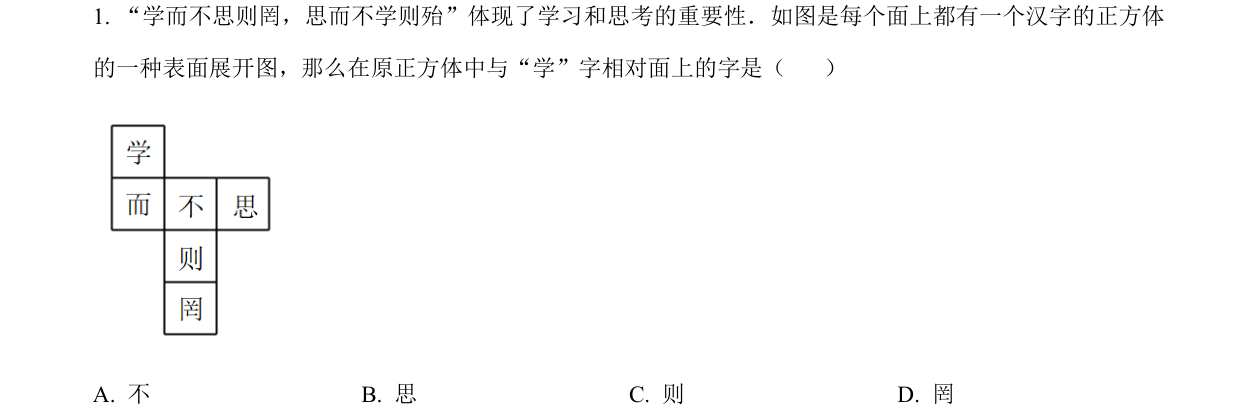 1. “学而不思则罔，思而不学则殆”体现了学习和思考的重要性．如图是每个面上都有一个汉字的正方体
的一种表面展开图，那么在原正方体中与“学”字相对面上的字是（  ）
学
而 不 思
则
罔
A. 不 B. 思 C. 则 D. 罔